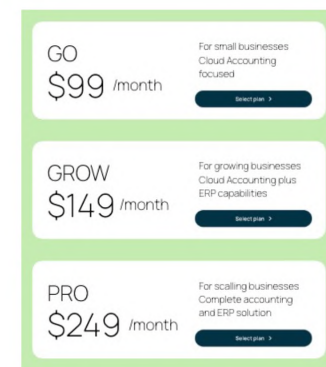 GO
$99 /month
For small businesses
Cloud Accounting
focused
Select plan >
GROW
$149 /month
For growing businesses
Cloud Accounting plus
ERP capabilities
Select plan >
PRO
$249 /month
For scalling businesses
Complete accounting
and ERP solution
Select plan >